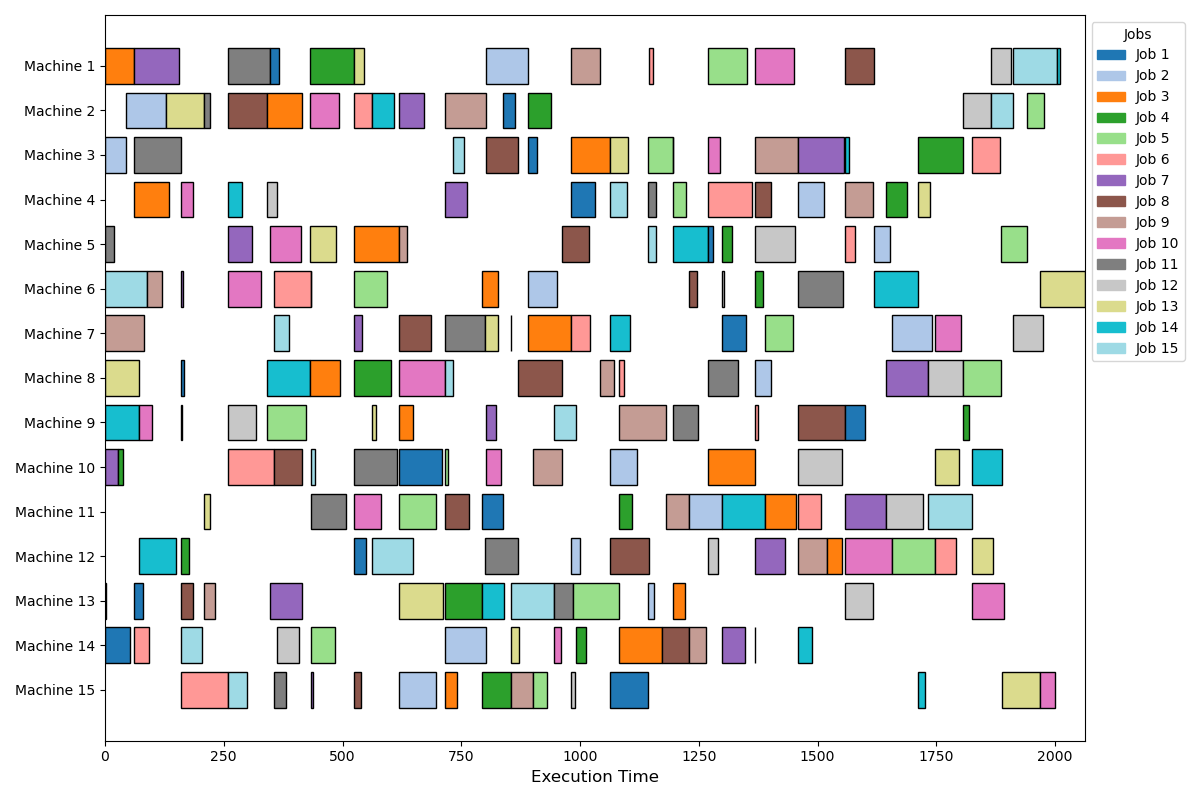 Machine 1
Machine 2
Machine 3
Machine 4
Machine 5
Machine 6
Machine 7
Machine 8
Machine 9
Machine 10
Machine 11
Machine 12
Machine 13
Machine 14
Machine 15
0 250 500 750 1000 1250 1500 1750 2000
Execution Time
Jobs
Job 1
Job 2
Job 3
Job 4
Job 5
Job 6
Job 7
Job 8
Job 9
Job 10
Job 11
Job 12
Job 13
Job 14
Job 15